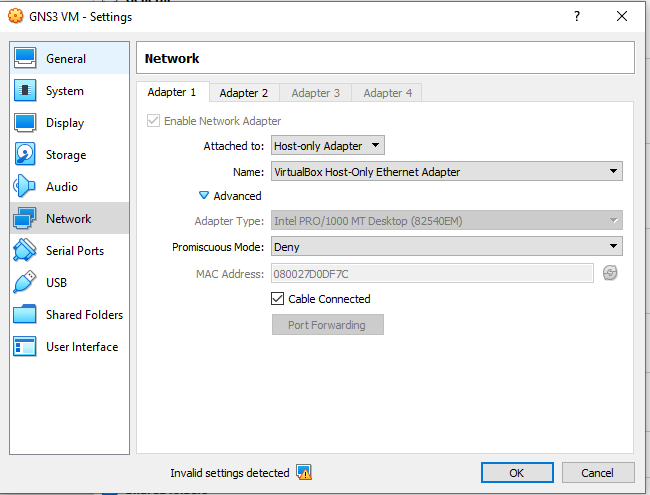 GNS3 VM - Settings
?
General
System
Display
Storage
Audio
Network
Serial Ports
USB
Shared Folders
User Interface
Network
Adapter 1 Adapter 2 Adapter 3 Adapter 4
Enable Network Adapter
Attached to: Host-only Adapter
Name: VirtualBox Host-Only Ethernet Adapter
Advanced
Adapter Type: Intel PRO/1000 MT Desktop (82540EM)
Promiscuous Mode: Deny
MAC Address: 080027D0DF7C
Cable Connected
Port Forwarding
Invalid settings detected
OK Cancel